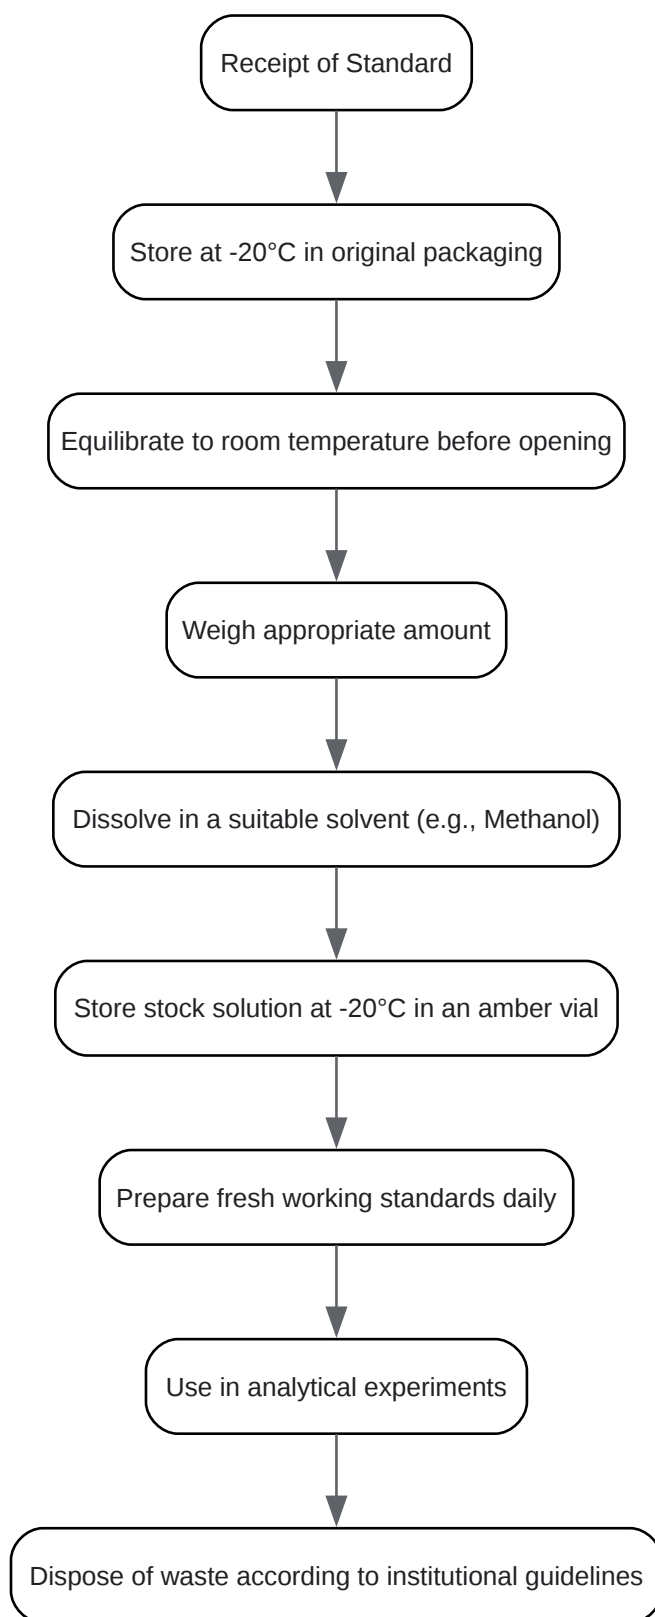 Receipt of Standard
Store at -20°C in original packaging
Equilibrate to room temperature before opening
Weigh appropriate amount
Dissolve in a suitable solvent (e.g., Methanol)
Store stock solution at -20°C in an amber vial
Prepare fresh working standards daily
Use in analytical experiments
Dispose of waste according to institutional guidelines